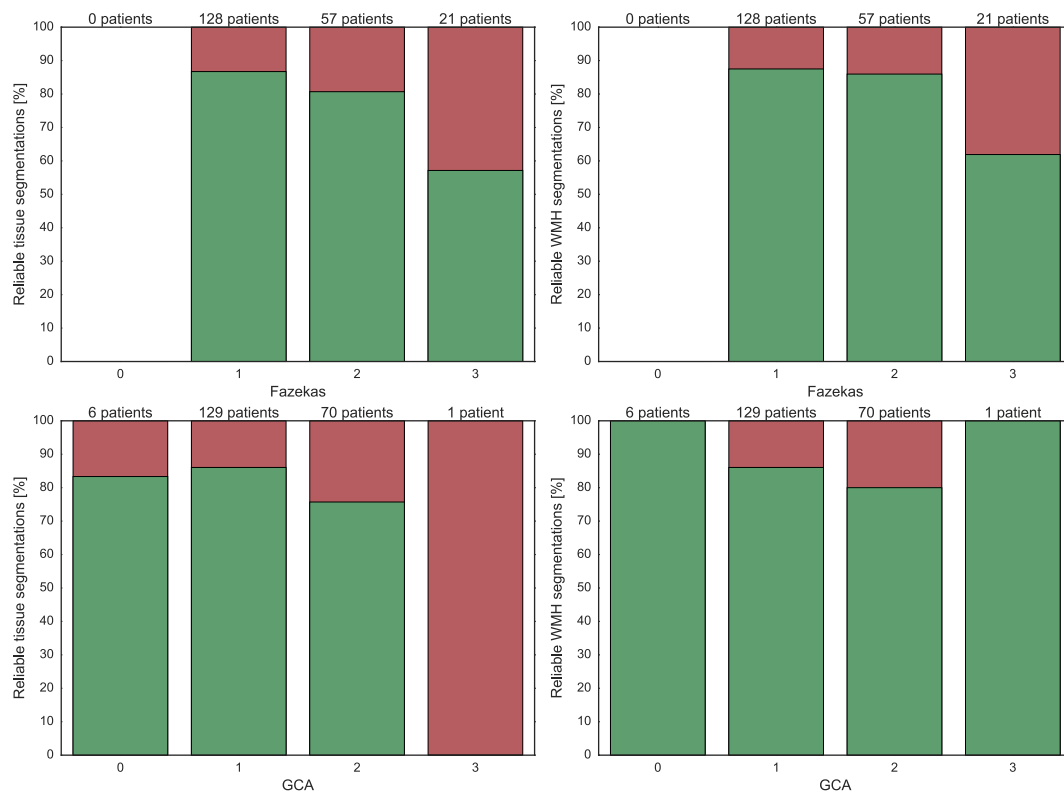 0 patients 128 patients 57 patients 21 patients
100
90
80
70
60
50
40
30
20
10
0
Reliable tissue segmentations [%]
0 1 2 3
Fazekas
0 patients 128 patients 57 patients 21 patients
100
90
80
70
60
50
40
30
20
10
0
Reliable WMH segmentations [%]
0 1 2 3
Fazekas
6 patients 129 patients 70 patients 1 patient
100
90
80
70
60
50
40
30
20
10
0
Reliable tissue segmentations [%]
0 1 2 3
GCA
6 patients 129 patients 70 patients 1 patient
100
90
80
70
60
50
40
30
20
10
0
Reliable WMH segmentations [%]
0 1 2 3
GCA